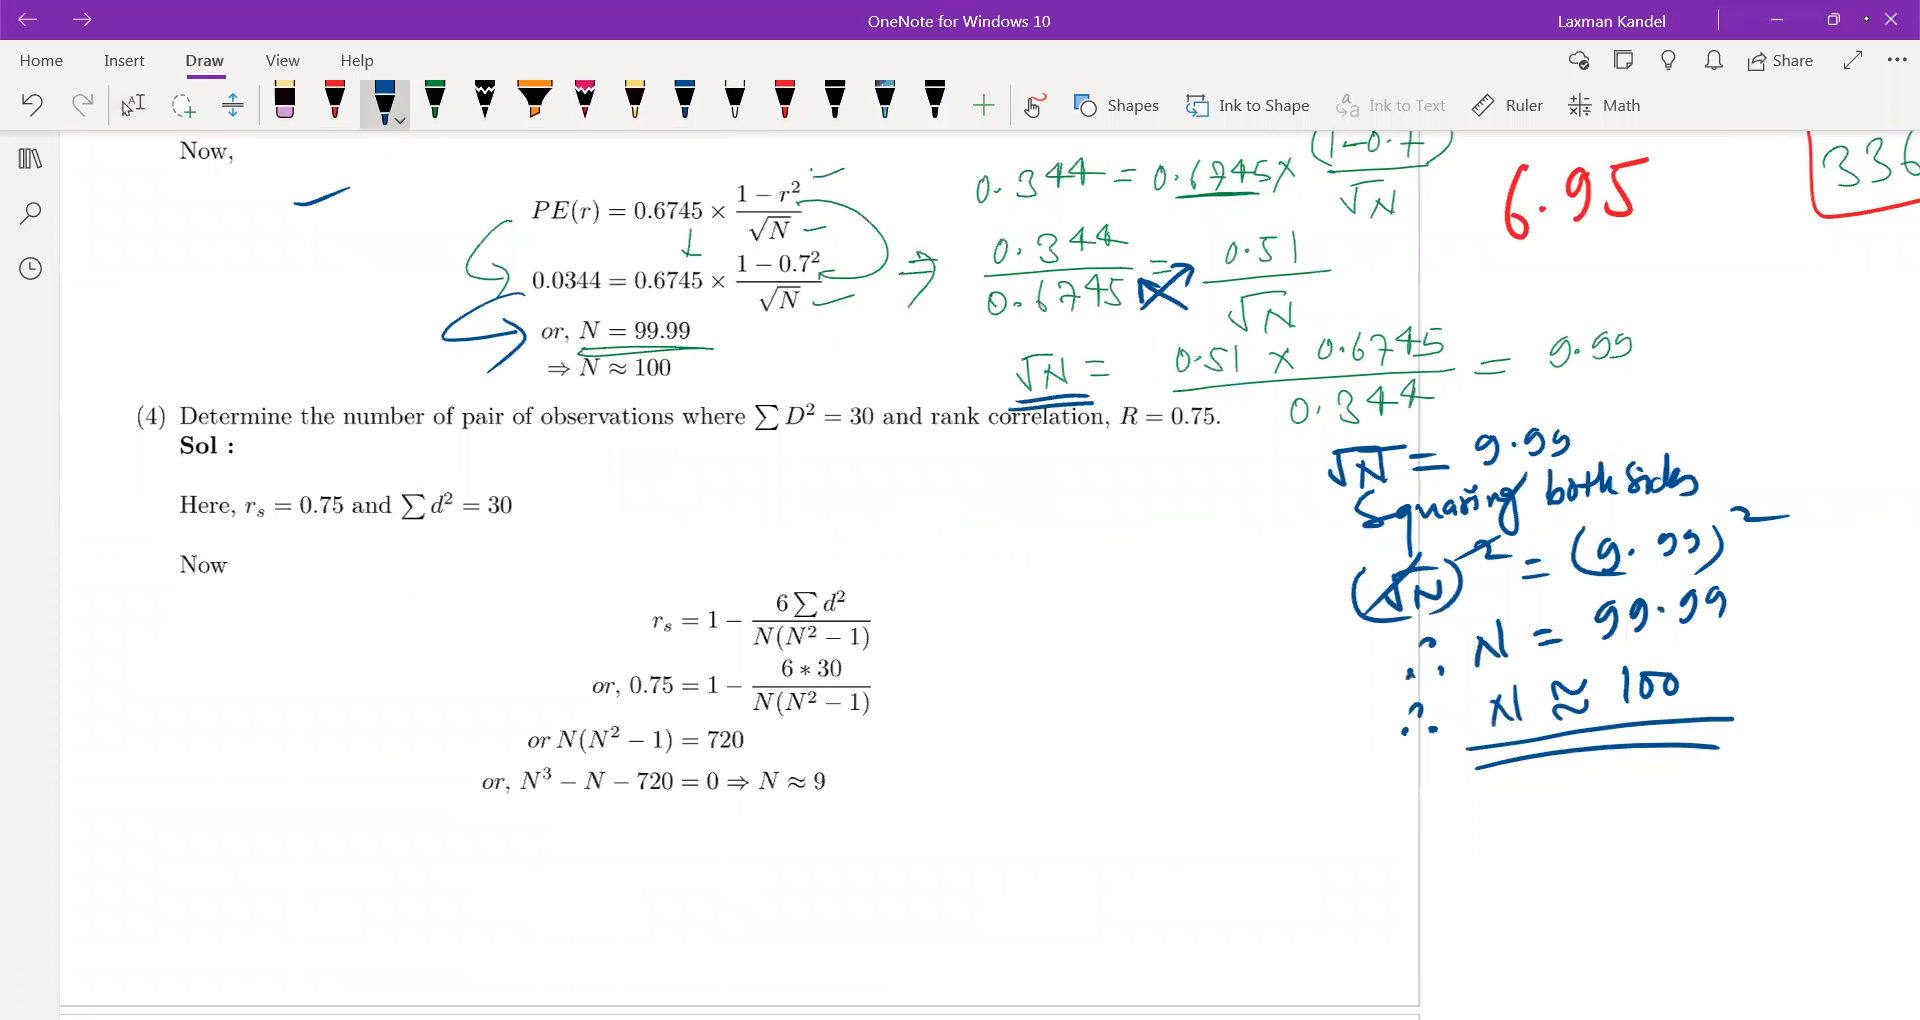 OneNote for Windows 10
Laxman Kandel
Home Insert Draw View Help
Share
Shapes Ink to Shape Ink to Text Ruler Math
Now,
PE(r) = 0.6745 × (1 − r²)/√N
0.0344 = 0.6745 × (1 − 0.7²)/√N
or, N = 99.99
⇒ N ≈ 100
0.344 = 0.6745 × (1-0.7)/√N
0.344/0.6745 = 0.51/√N
√N = (0.51 × 0.6745)/0.344 = 9.99
6.95
336
(4) Determine the number of pair of observations where ∑ D² = 30 and rank correlation, R = 0.75.
Sol :
Here, rₛ = 0.75 and ∑ d² = 30
Now
rₛ = 1 − 6 ∑ d²/N(N² − 1)
or, 0.75 = 1 − 6 ∗ 30/N(N² − 1)
or N(N² − 1) = 720
or, N³ − N − 720 = 0 ⇒ N ≈ 9
√N = 9.99
Squaring both sides
(√N)² = (9.99)²
∴ N = 99.99
∴ N ≈ 100